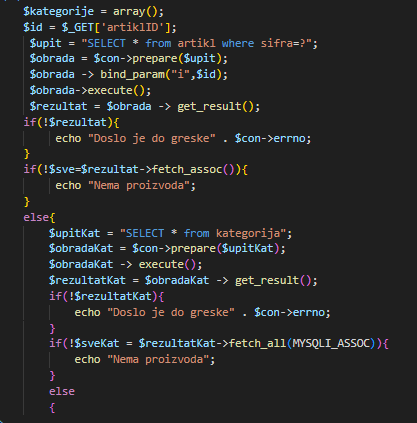 $kategorije = array();
$id = $_GET['artiklID'];
$upit = "SELECT * from artikl where sifra=?";
$obrada = $con->prepare($upit);
$obrada -> bind_param("i",$id);
$obrada->execute();
$rezultat = $obrada -> get_result();
if(!$rezultat){
echo "Doslo je do greske" . $con->errno;
}
if(!$sve=$rezultat->fetch_assoc()){
echo "Nema proizvoda";
}
else{
$upitKat = "SELECT * from kategorija";
$obradaKat = $con->prepare($upitKat);
$obradaKat -> execute();
$rezultatKat = $obradaKat -> get_result();
if(!$rezultatKat){
echo "Doslo je do greske" . $con->errno;
}
if(!$sveKat = $rezultatKat->fetch_all(MYSQLI_ASSOC)){
echo "Nema proizvoda";
}
else
{